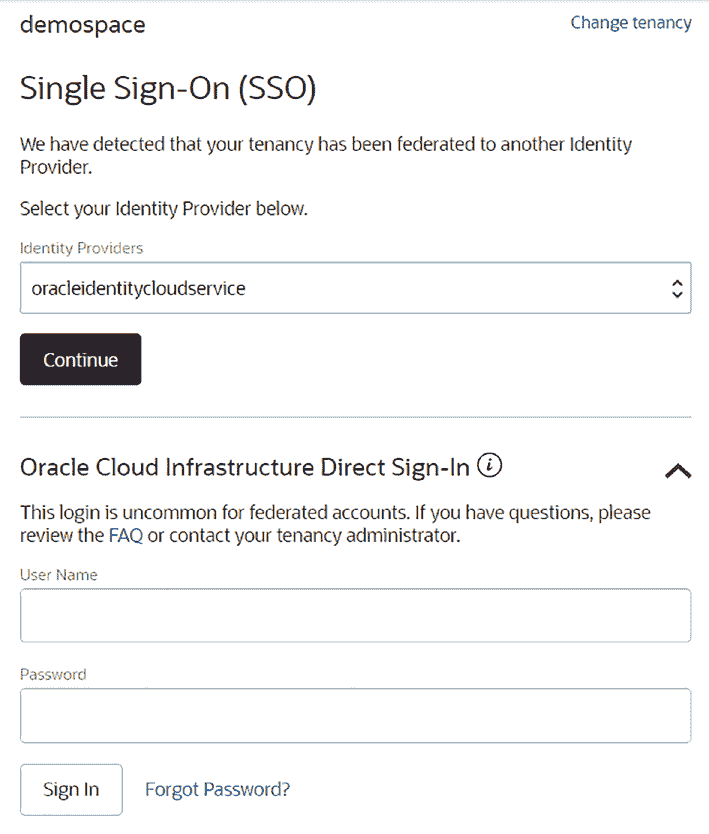 demospace
Change tenancy
Single Sign-On (SSO)
We have detected that your tenancy has been federated to another Identity
Provider.
Select your Identity Provider below.
Identity Providers
oracleidentitycloudservice
Continue
Oracle Cloud Infrastructure Direct Sign-In i
This login is uncommon for federated accounts. If you have questions, please
review the FAQ or contact your tenancy administrator.
User Name
Password
Sign In
Forgot Password?